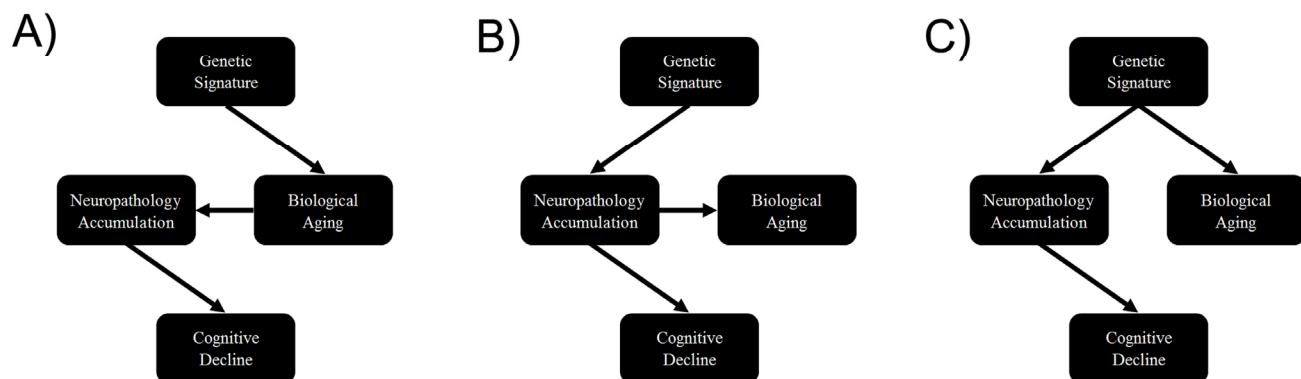 A)
Genetic
Signature
Neuropathology
Accumulation
Biological
Aging
Cognitive
Decline
B)
Genetic
Signature
Neuropathology
Accumulation
Biological
Aging
Cognitive
Decline
C)
Genetic
Signature
Neuropathology
Accumulation
Biological
Aging
Cognitive
Decline